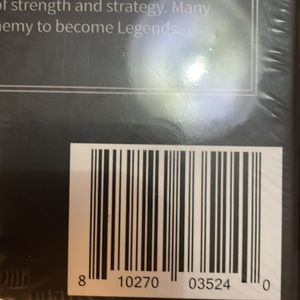 of strength and strategy. Many
nemy to become Legends.
8 10270 03524 0